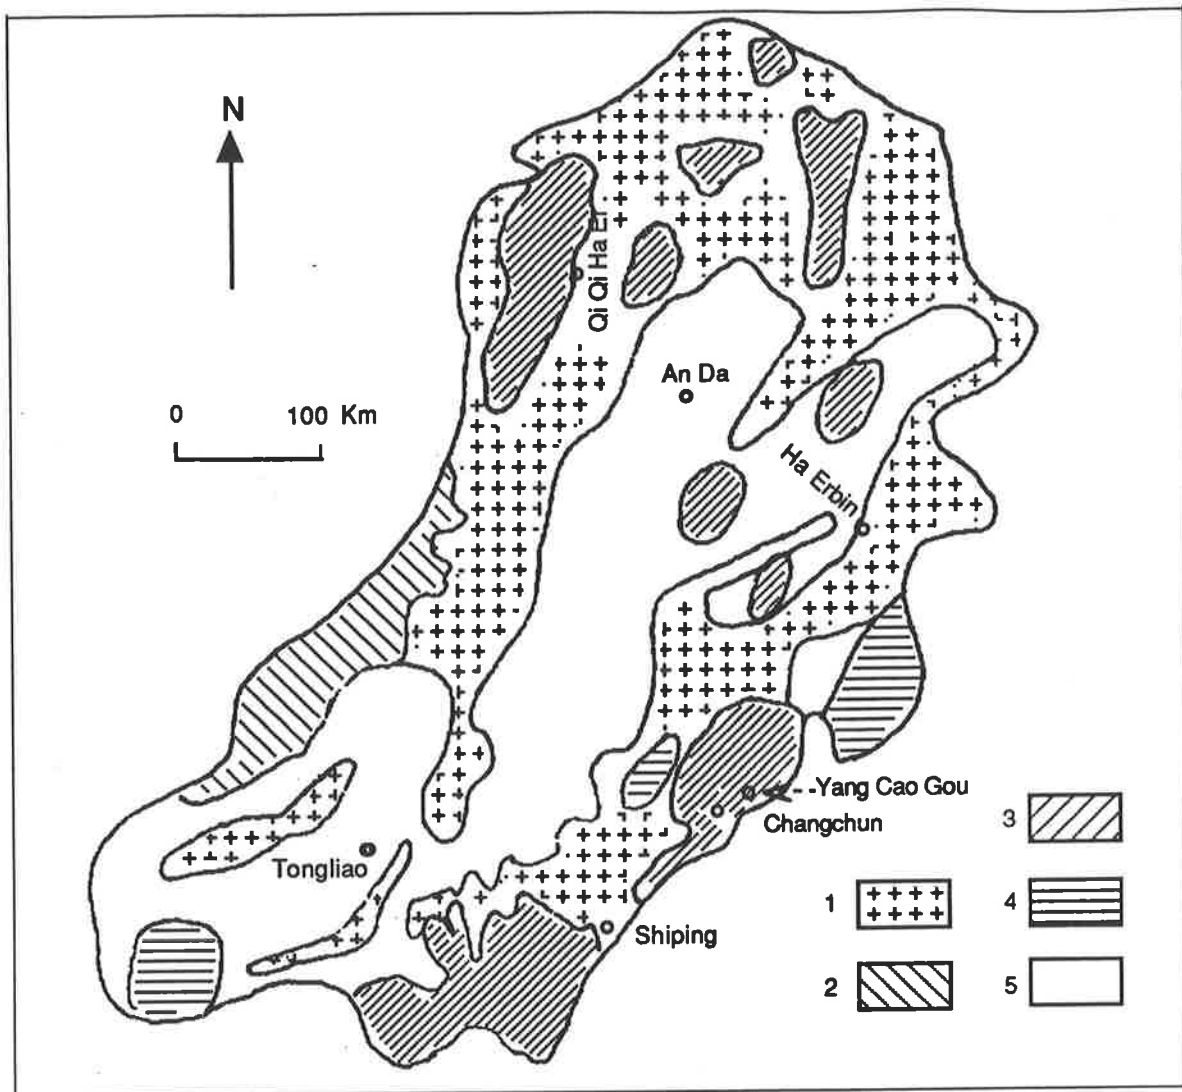 N
Qi Qi Ha Er
0 100 Km
An Da
Ha Erbin
Yang Cao Gou
Changchun
Tongliao
Shiping
3
1
4
2
5